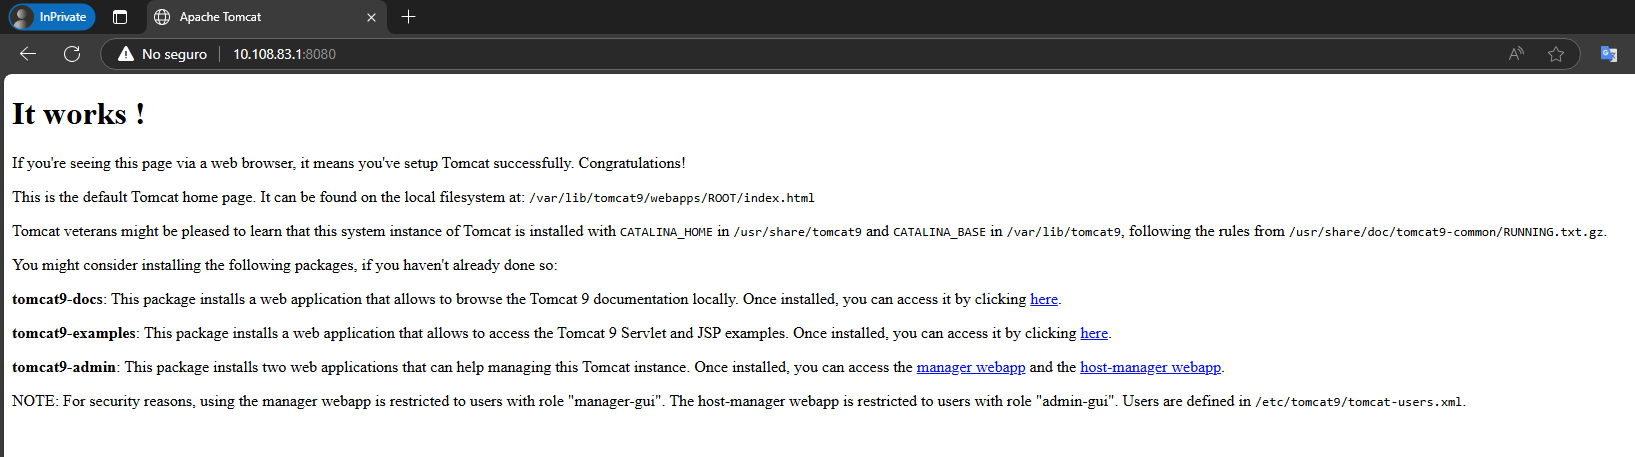 InPrivate
Apache Tomcat
No seguro
10.108.83.1:8080
It works !
If you're seeing this page via a web browser, it means you've setup Tomcat successfully. Congratulations!
This is the default Tomcat home page. It can be found on the local filesystem at: /var/lib/tomcat9/webapps/ROOT/index.html
Tomcat veterans might be pleased to learn that this system instance of Tomcat is installed with CATALINA_HOME in /usr/share/tomcat9 and CATALINA_BASE in /var/lib/tomcat9, following the rules from /usr/share/doc/tomcat9-common/RUNNING.txt.gz.
You might consider installing the following packages, if you haven't already done so:
tomcat9-docs: This package installs a web application that allows to browse the Tomcat 9 documentation locally. Once installed, you can access it by clicking here.
tomcat9-examples: This package installs a web application that allows to access the Tomcat 9 Servlet and JSP examples. Once installed, you can access it by clicking here.
tomcat9-admin: This package installs two web applications that can help managing this Tomcat instance. Once installed, you can access the manager webapp and the host-manager webapp.
NOTE: For security reasons, using the manager webapp is restricted to users with role "manager-gui". The host-manager webapp is restricted to users with role "admin-gui". Users are defined in /etc/tomcat9/tomcat-users.xml.